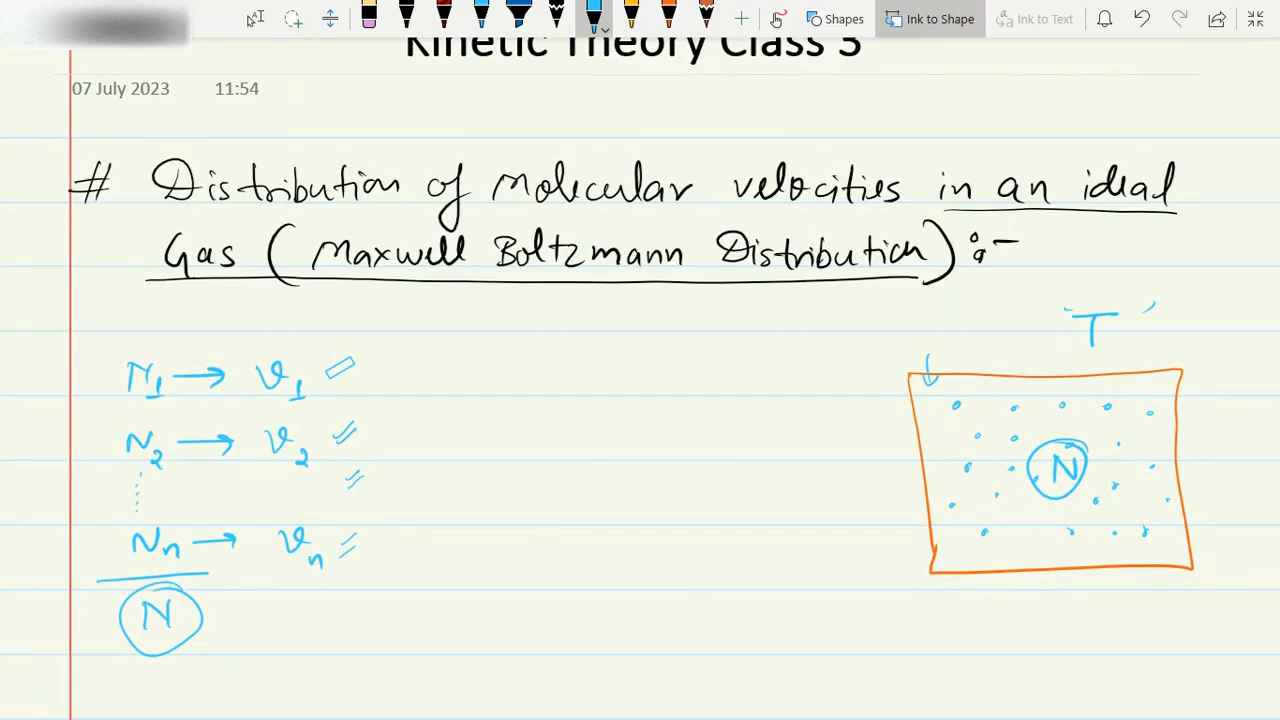 Shapes Ink to Shape Ink to Text
Kinetic Theory Class 3
07 July 2023 11:54
# Distribution of Molecular velocities in an ideal
Gas (Maxwell Boltzmann Distribution) :-
'T'
N1 → v1
N2 → v2
N
Nn → vn
N